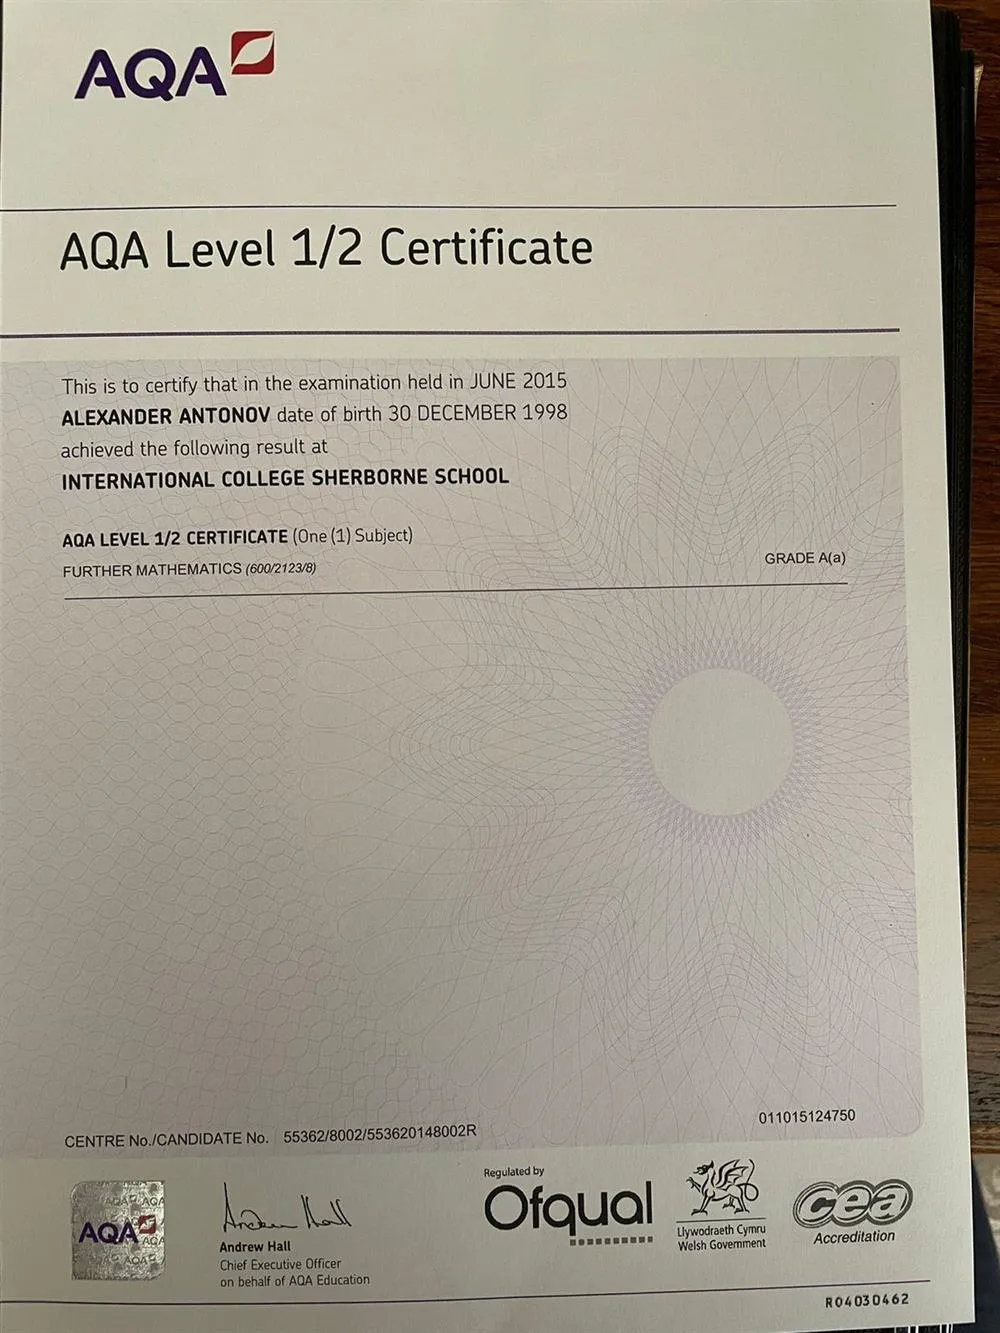 AQA
AQA Level 1/2 Certificate
This is to certify that in the examination held in JUNE 2015
ALEXANDER ANTONOV date of birth 30 DECEMBER 1998
achieved the following result at
INTERNATIONAL COLLEGE SHERBORNE SCHOOL
AQA LEVEL 1/2 CERTIFICATE (One (1) Subject)
FURTHER MATHEMATICS (600/2123/8) GRADE A(a)
CENTRE No./CANDIDATE No. 55362/8002/553620148002R 011015124750
AQA
Andrew Hall
Andrew Hall
Chief Executive Officer
on behalf of AQA Education
Regulated by
Ofqual
Llywodraeth Cymru
Welsh Government
cea
Accreditation
R04030462